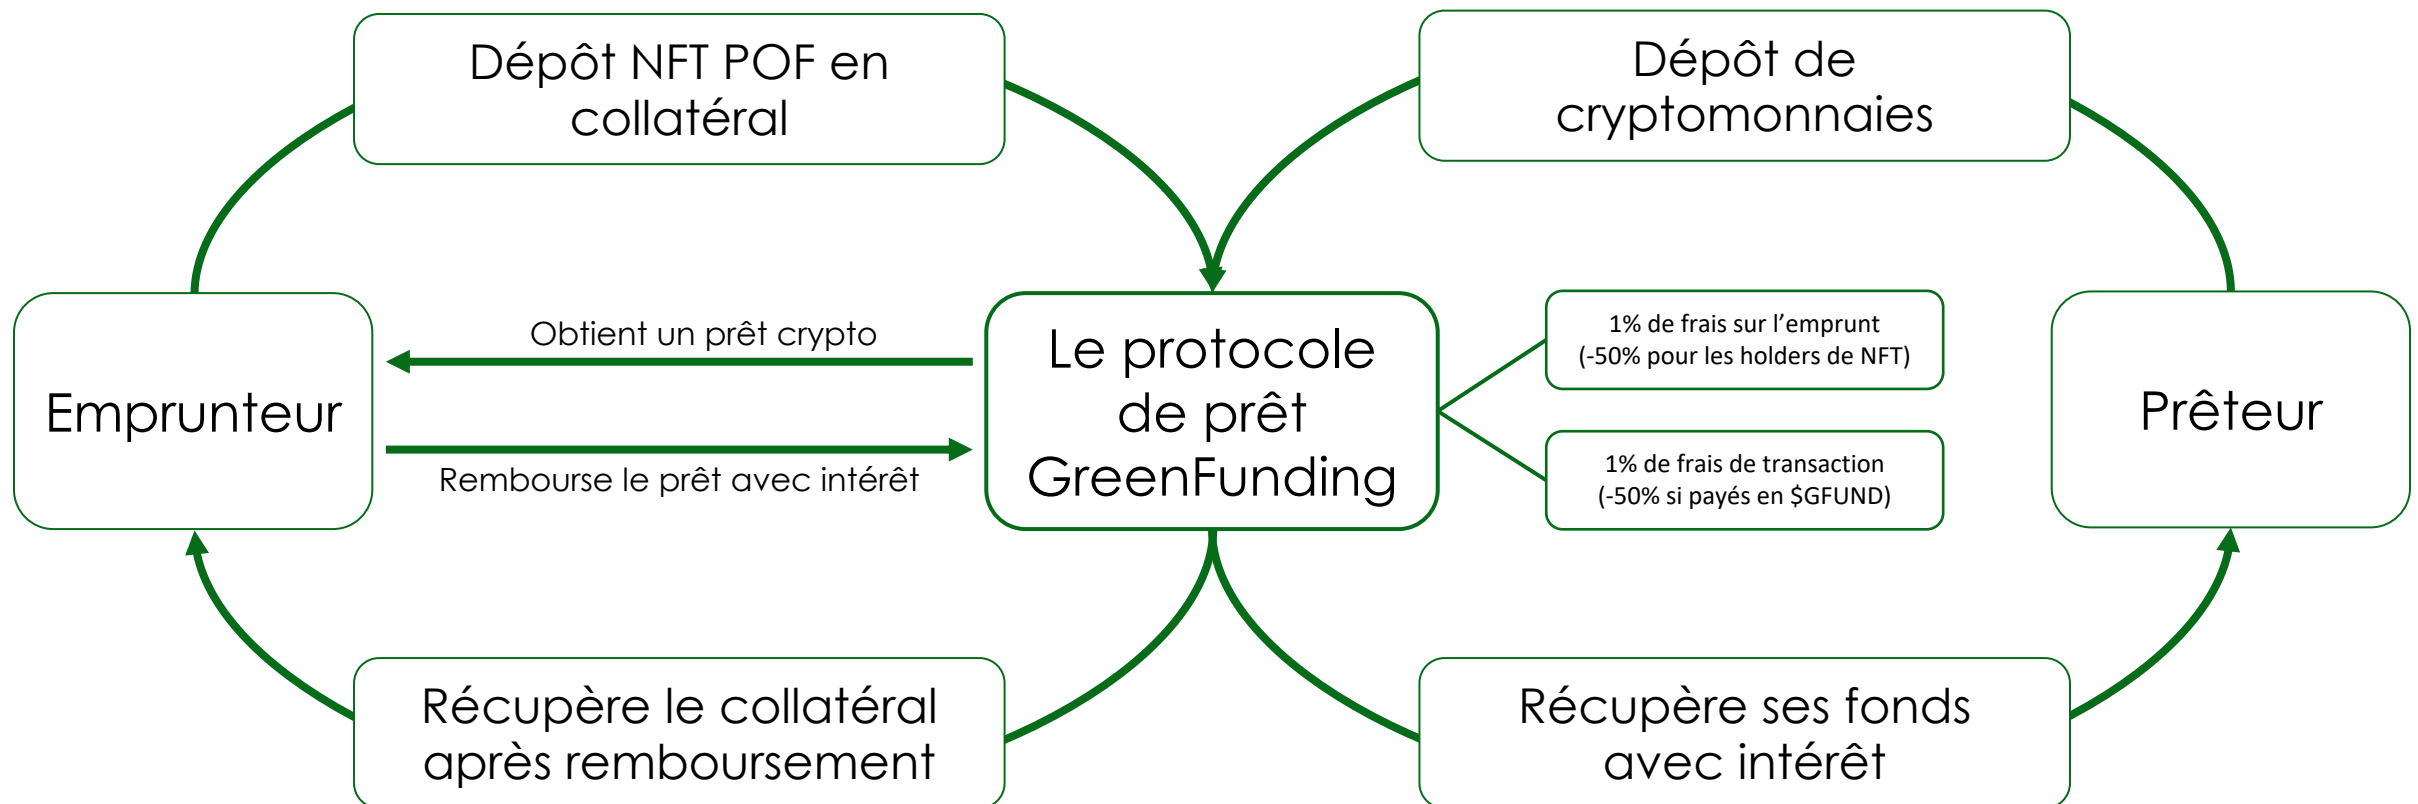 Dépôt NFT POF en
collatéral
Dépôt de
cryptomonnaies
Emprunteur
Obtient un prêt crypto
Rembourse le prêt avec intérêt
Le protocole
de prêt
GreenFunding
1% de frais sur l’emprunt
(-50% pour les holders de NFT)
1% de frais de transaction
(-50% si payés en $GFUND)
Prêteur
Récupère le collatéral
après remboursement
Récupère ses fonds
avec intérêt